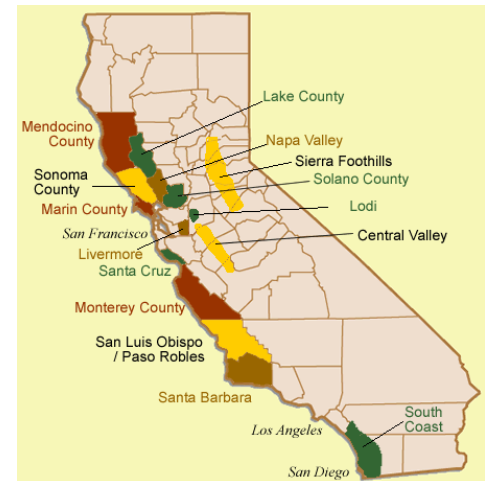 Lake County
Mendocino
County
Napa Valley
Sierra Foothills
Sonoma
County
Solano County
Marin County
Lodi
San Francisco
Central Valley
Livermore
Santa Cruz
Monterey County
San Luis Obispo
/ Paso Robles
Santa Barbara
South
Coast
Los Angeles
San Diego